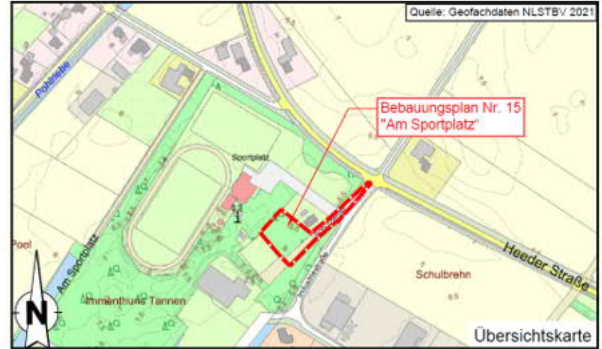 Quelle: Geofachdaten NLSTBV 2021
Bebauungsplan Nr. 15
"Am Sportplatz"
Sportplatz
Poel
Am Sportplatz
Immenthuns Tannen
Schulbrehn
Heeder Straße
Industriestraße
N
Übersichtskarte